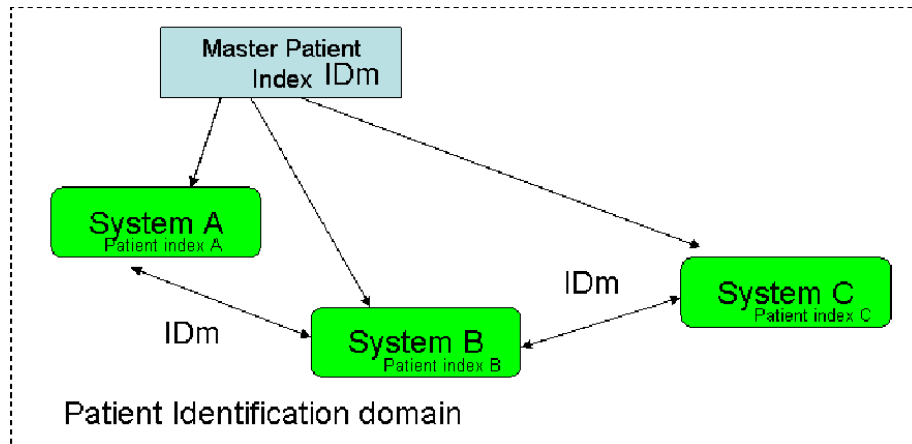 Master Patient
Index IDm
System A
Patient index A
IDm
System C
Patient index C
IDm
System B
Patient index B
Patient Identification domain